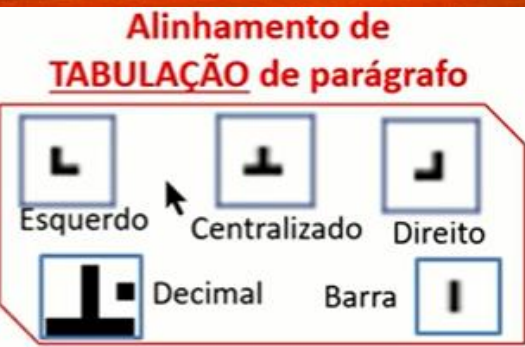 Alinhamento de
TABULAÇÃO de parágrafo
Esquerdo
Centralizado
Direito
Decimal
Barra